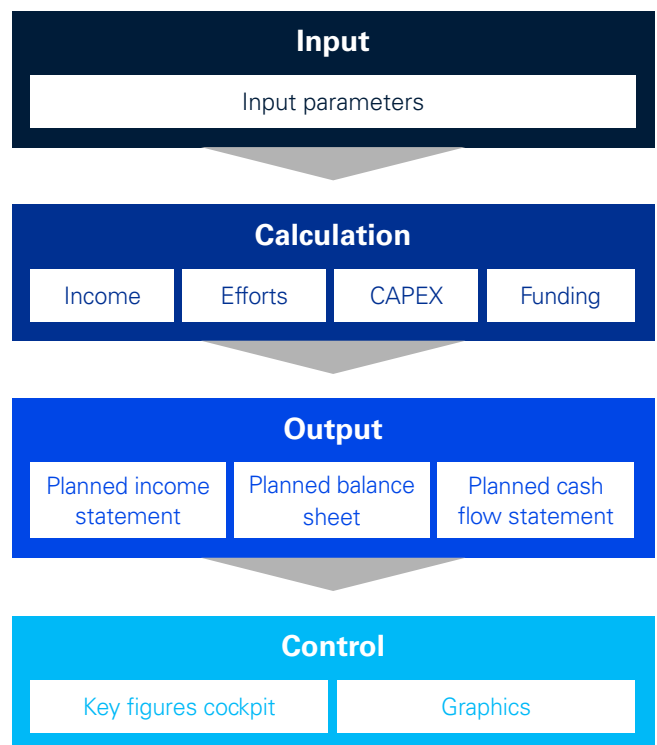 Input
Input parameters
Calculation
Income
Efforts
CAPEX
Funding
Output
Planned income
statement
Planned balance
sheet
Planned cash
flow statement
Control
Key figures cockpit
Graphics